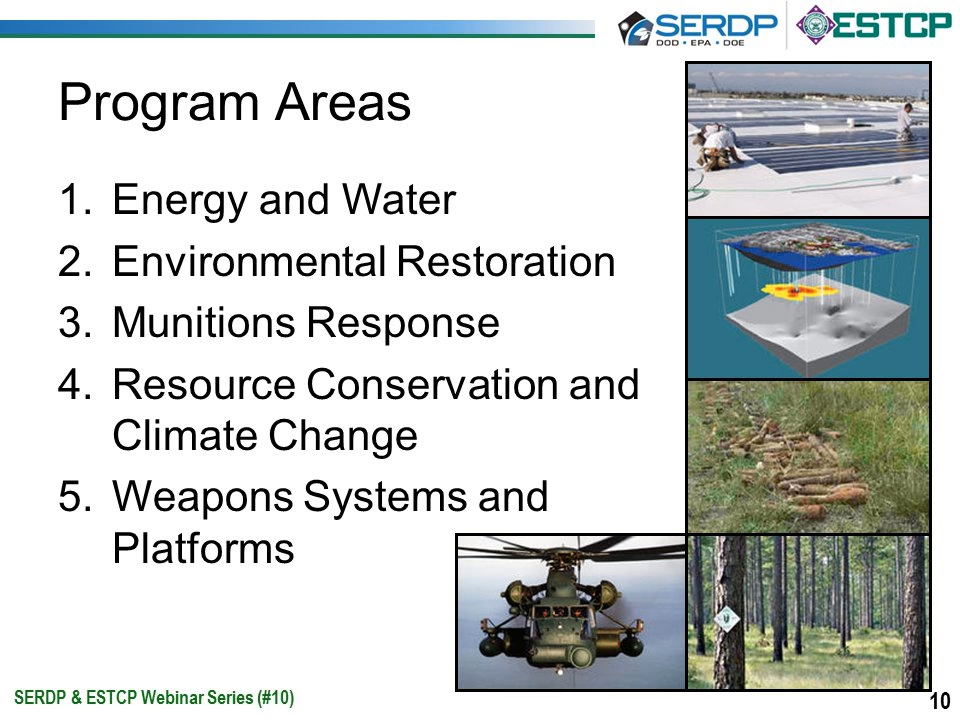 SERDP
DOD • EPA • DOE
ESTCP
Program Areas
1. Energy and Water
2. Environmental Restoration
3. Munitions Response
4. Resource Conservation and
Climate Change
5. Weapons Systems and
Platforms
SERDP & ESTCP Webinar Series (#10)
10